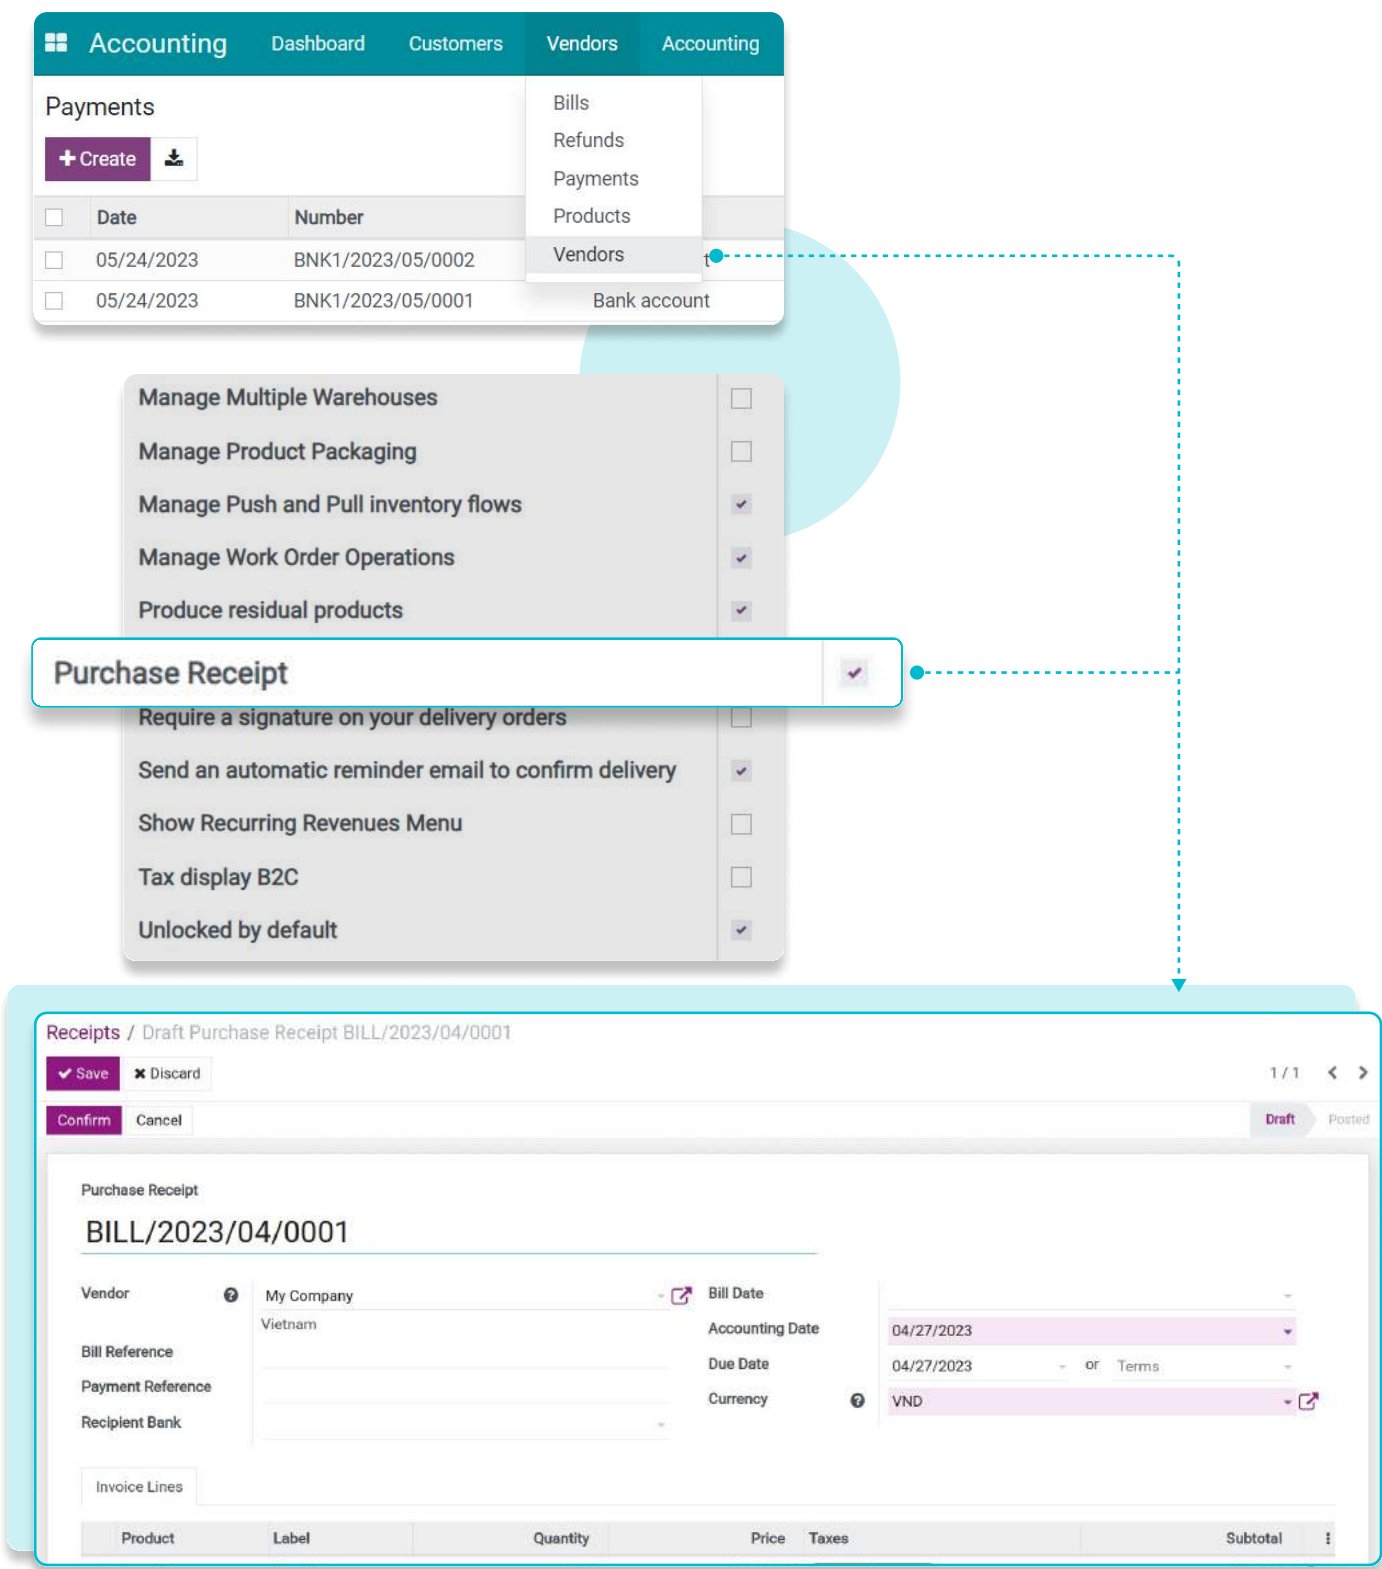 Accounting Dashboard Customers Vendors Accounting
Payments
Create
Bills
Refunds
Payments
Products
Vendors
Date Number
05/24/2023 BNK1/2023/05/0002
05/24/2023 BNK1/2023/05/0001 Bank account
Manage Multiple Warehouses
Manage Product Packaging
Manage Push and Pull inventory flows
Manage Work Order Operations
Produce residual products
Purchase Receipt
Require a signature on your delivery orders
Send an automatic reminder email to confirm delivery
Show Recurring Revenues Menu
Tax display B2C
Unlocked by default
Receipts / Draft Purchase Receipt BILL/2023/04/0001
Save Discard 1 / 1
Confirm Cancel Draft Posted
Purchase Receipt
BILL/2023/04/0001
Vendor My Company Bill Date
Vietnam
Accounting Date 04/27/2023
Bill Reference
Due Date 04/27/2023 or Terms
Payment Reference
Currency VND
Recipient Bank
Invoice Lines
Product Label Quantity Price Taxes Subtotal